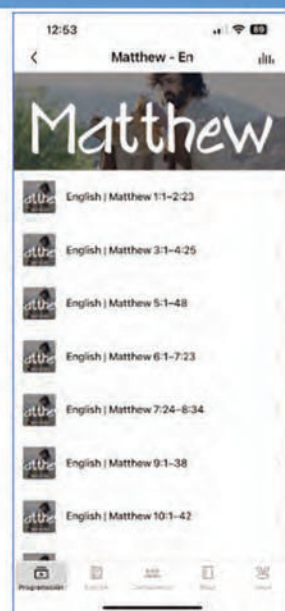 12:53
89
Matthew - En
Matthew
English | Matthew 1:1–2:23
English | Matthew 3:1–4:25
English | Matthew 5:1–48
English | Matthew 6:1–7:23
English | Matthew 7:24–8:34
English | Matthew 9:1–38
English | Matthew 10:1–42
Programación